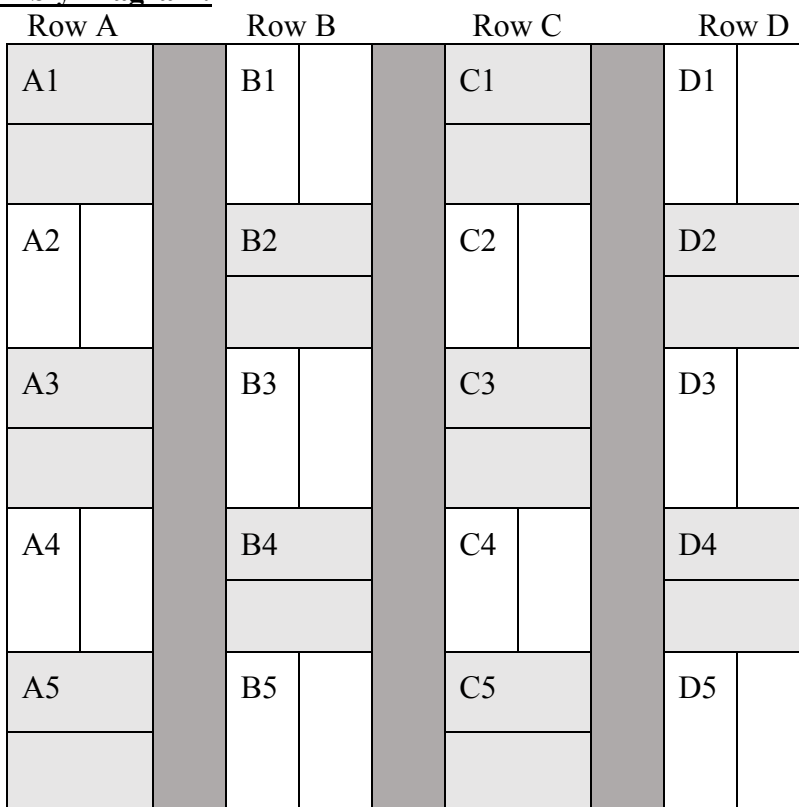 Row A Row B Row C Row D
A1 B1 C1 D1
A2 B2 C2 D2
A3 B3 C3 D3
A4 B4 C4 D4
A5 B5 C5 D5